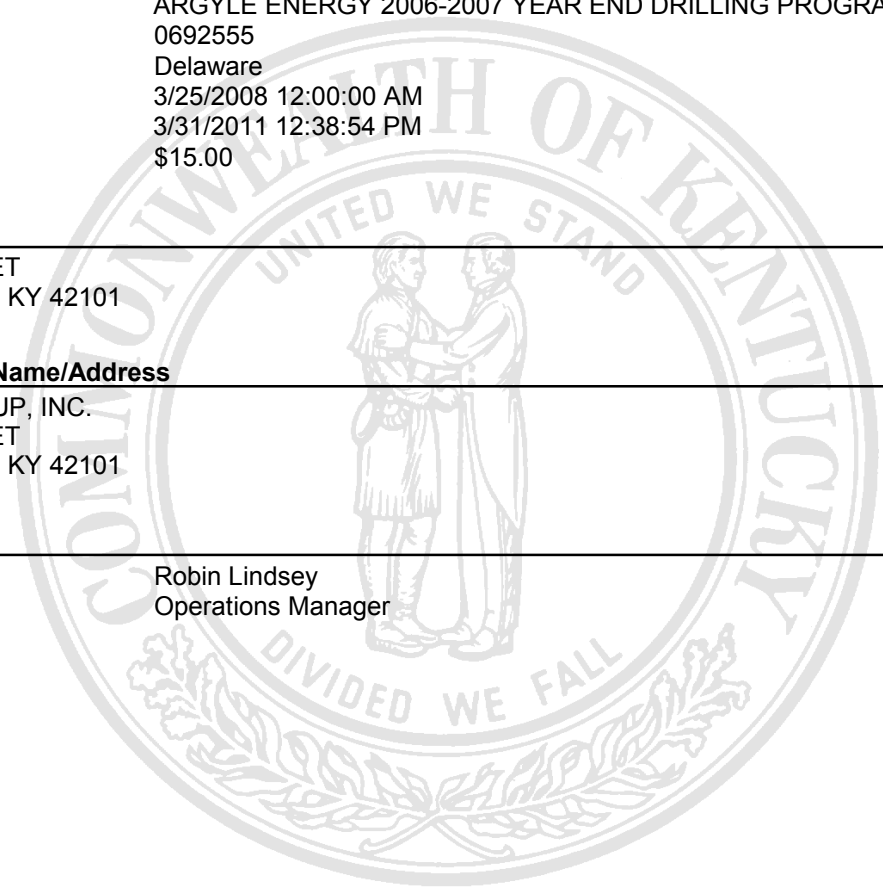 ARGYLE ENERGY 2006-2007 YEAR END DRILLING PROGRA
0692555
Delaware
3/25/2008 12:00:00 AM
3/31/2011 12:38:54 PM
$15.00
ET
KY 42101
Name/Address
UP, INC.
ET
KY 42101
Robin Lindsey
Operations Manager
COMMONWEALTH OF KENTUCKY
UNITED WE STAND
DIVIDED WE FALL